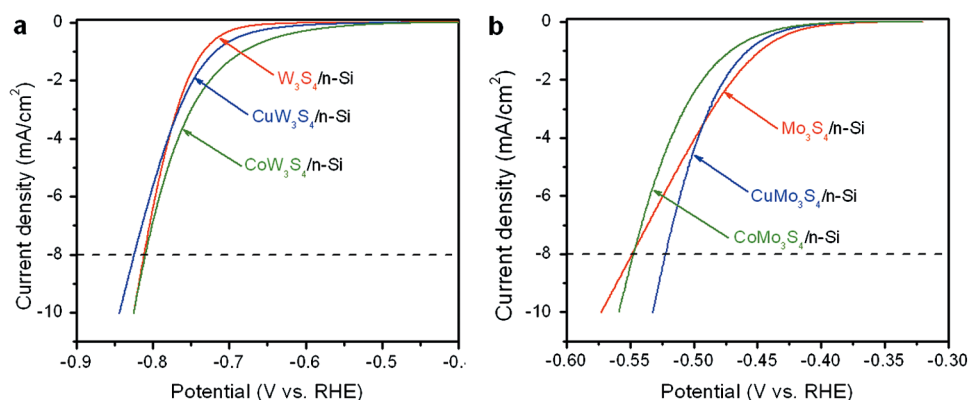 a
0
-2
-4
-6
-8
-10
Current density (mA/cm²)
W₃S₄/n-Si
CuW₃S₄/n-Si
CoW₃S₄/n-Si
-0.9 -0.8 -0.7 -0.6 -0.5 -0.4
Potential (V vs. RHE)
b
0
-2
-4
-6
-8
-10
Current density (mA/cm²)
Mo₃S₄/n-Si
CuMo₃S₄/n-Si
CoMo₃S₄/n-Si
-0.60 -0.55 -0.50 -0.45 -0.40 -0.35 -0.30
Potential (V vs. RHE)